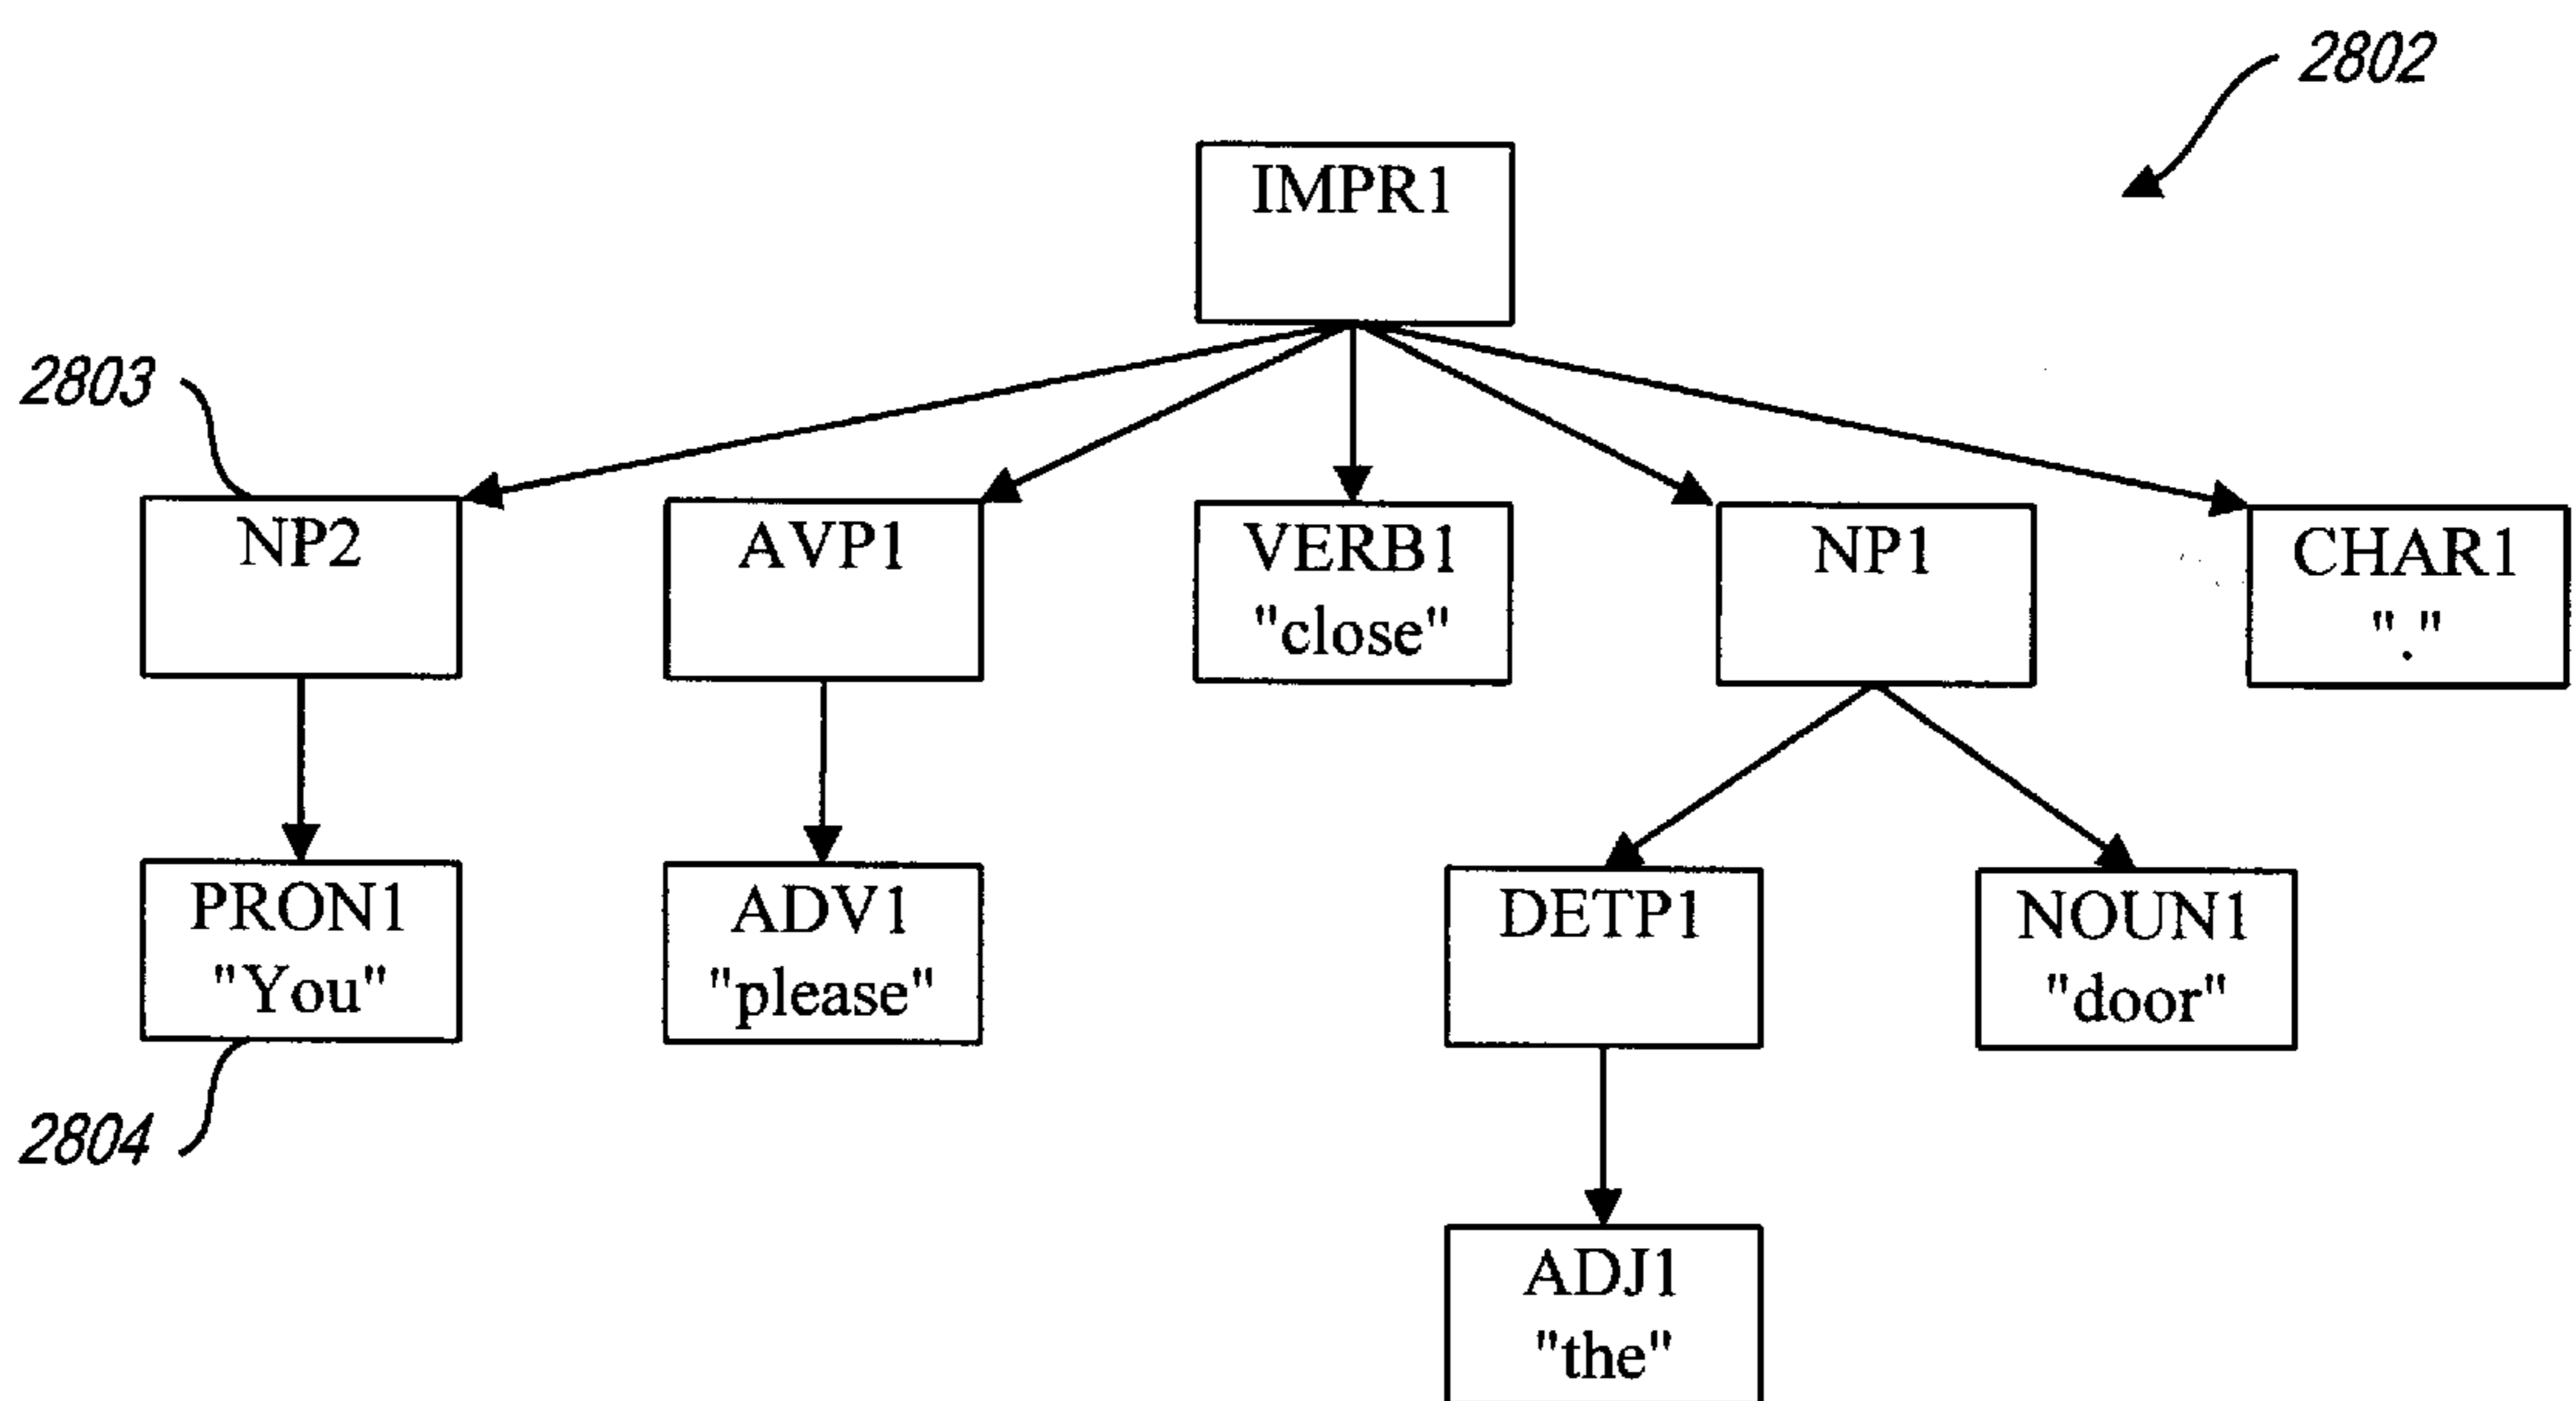 2802
IMPR1
2803
NP2
AVP1
VERB1
"close"
NP1
CHAR1
"."
PRON1
"You"
ADV1
"please"
DETP1
NOUN1
"door"
2804
ADJ1
"the"